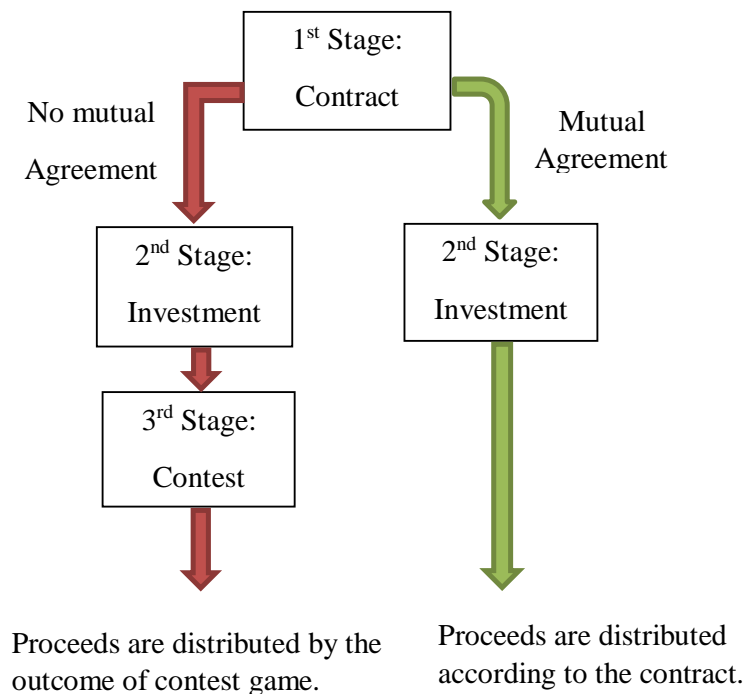 1st Stage:
Contract
No mutual
Agreement
Mutual
Agreement
2nd Stage:
Investment
2nd Stage:
Investment
3rd Stage:
Contest
Proceeds are distributed by the
outcome of contest game.
Proceeds are distributed
according to the contract.